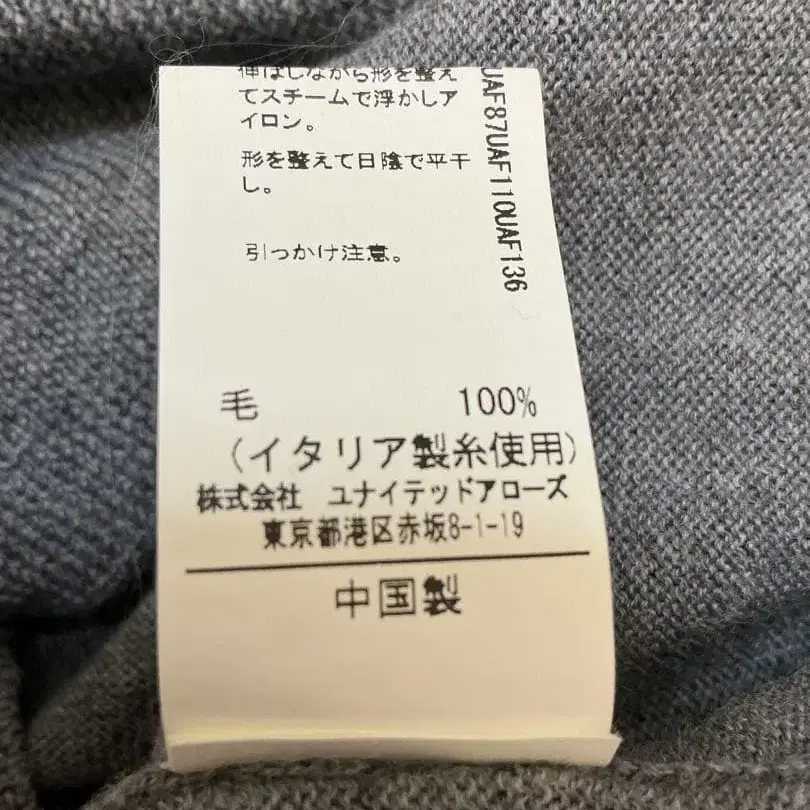 伸ばしながら形を整え
てスチームで浮かしア
イロン。
形を整えて日陰で平干
し。
引っかけ注意。
UAF87UAF110UAF136
毛 100%
(イタリア製糸使用)
株式会社 ユナイテッドアローズ
東京都港区赤坂8-1-19
中国製